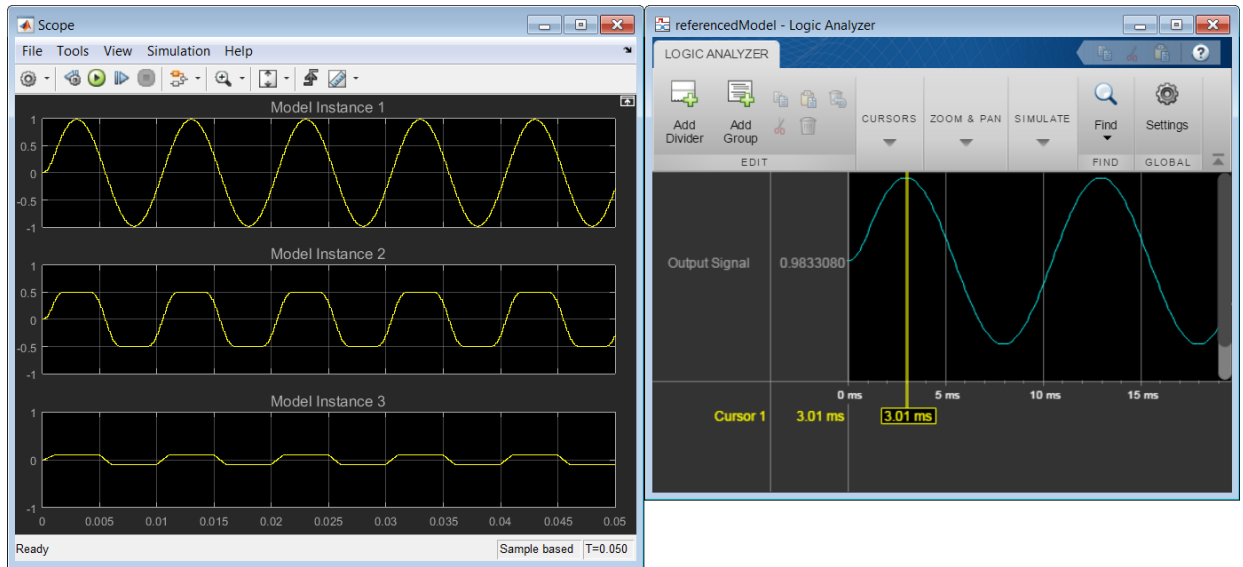 Scope
File Tools View Simulation Help
Model Instance 1
1
0.5
0
-0.5
-1
Model Instance 2
1
0.5
0
-0.5
-1
Model Instance 3
1
0
-1
0 0.005 0.01 0.015 0.02 0.025 0.03 0.035 0.04 0.045 0.05
Ready Sample based T=0.050
referencedModel - Logic Analyzer
LOGIC ANALYZER
?
Add Divider
Add Group
CURSORS ZOOM & PAN SIMULATE
Find Settings
EDIT FIND GLOBAL
Output Signal 0.9833080
0 ms 5 ms 10 ms 15 ms
Cursor 1 3.01 ms 3.01 ms